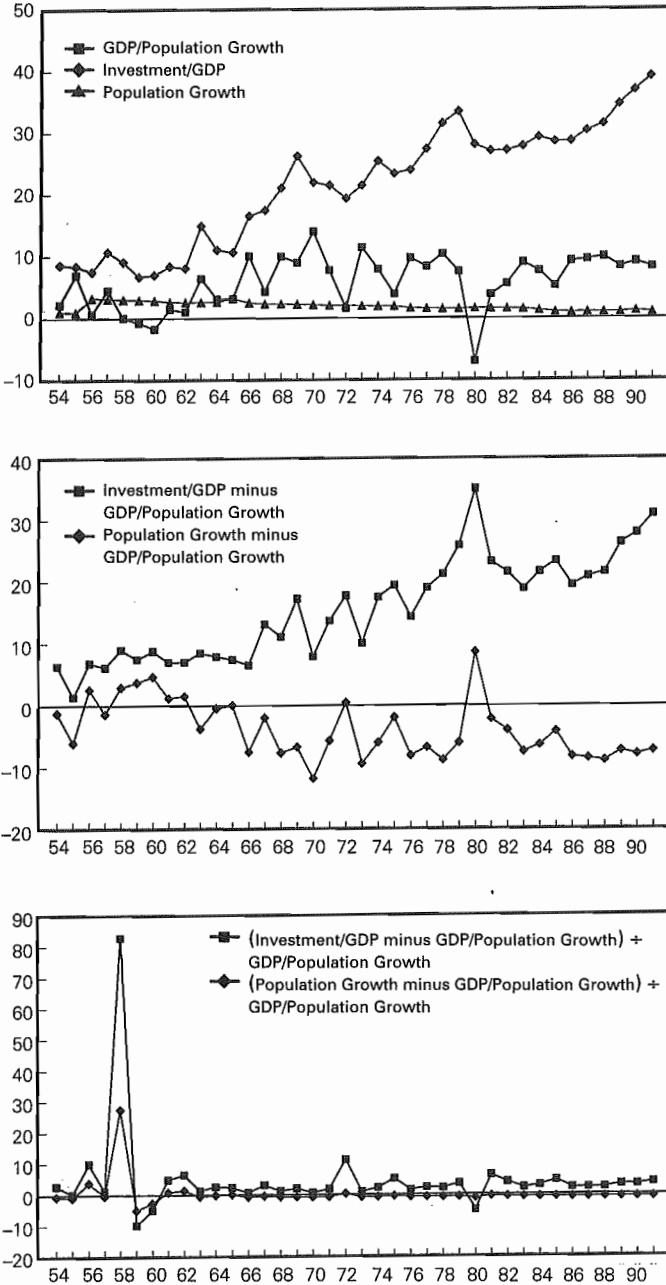 50
40
30
20
10
0
−10
GDP/Population Growth
Investment/GDP
Population Growth
54 56 58 60 62 64 66 68 70 72 74 76 78 80 82 84 86 88 90
40
30
20
10
0
−10
−20
Investment/GDP minus
GDP/Population Growth
Population Growth minus
GDP/Population Growth
54 56 58 60 62 64 66 68 70 72 74 76 78 80 82 84 86 88 90
90
80
70
60
50
40
30
20
10
0
−10
−20
(Investment/GDP minus GDP/Population Growth) ÷
GDP/Population Growth
(Population Growth minus GDP/Population Growth) ÷
GDP/Population Growth
54 56 58 60 62 64 66 68 70 72 74 76 78 80 82 84 86 88 90